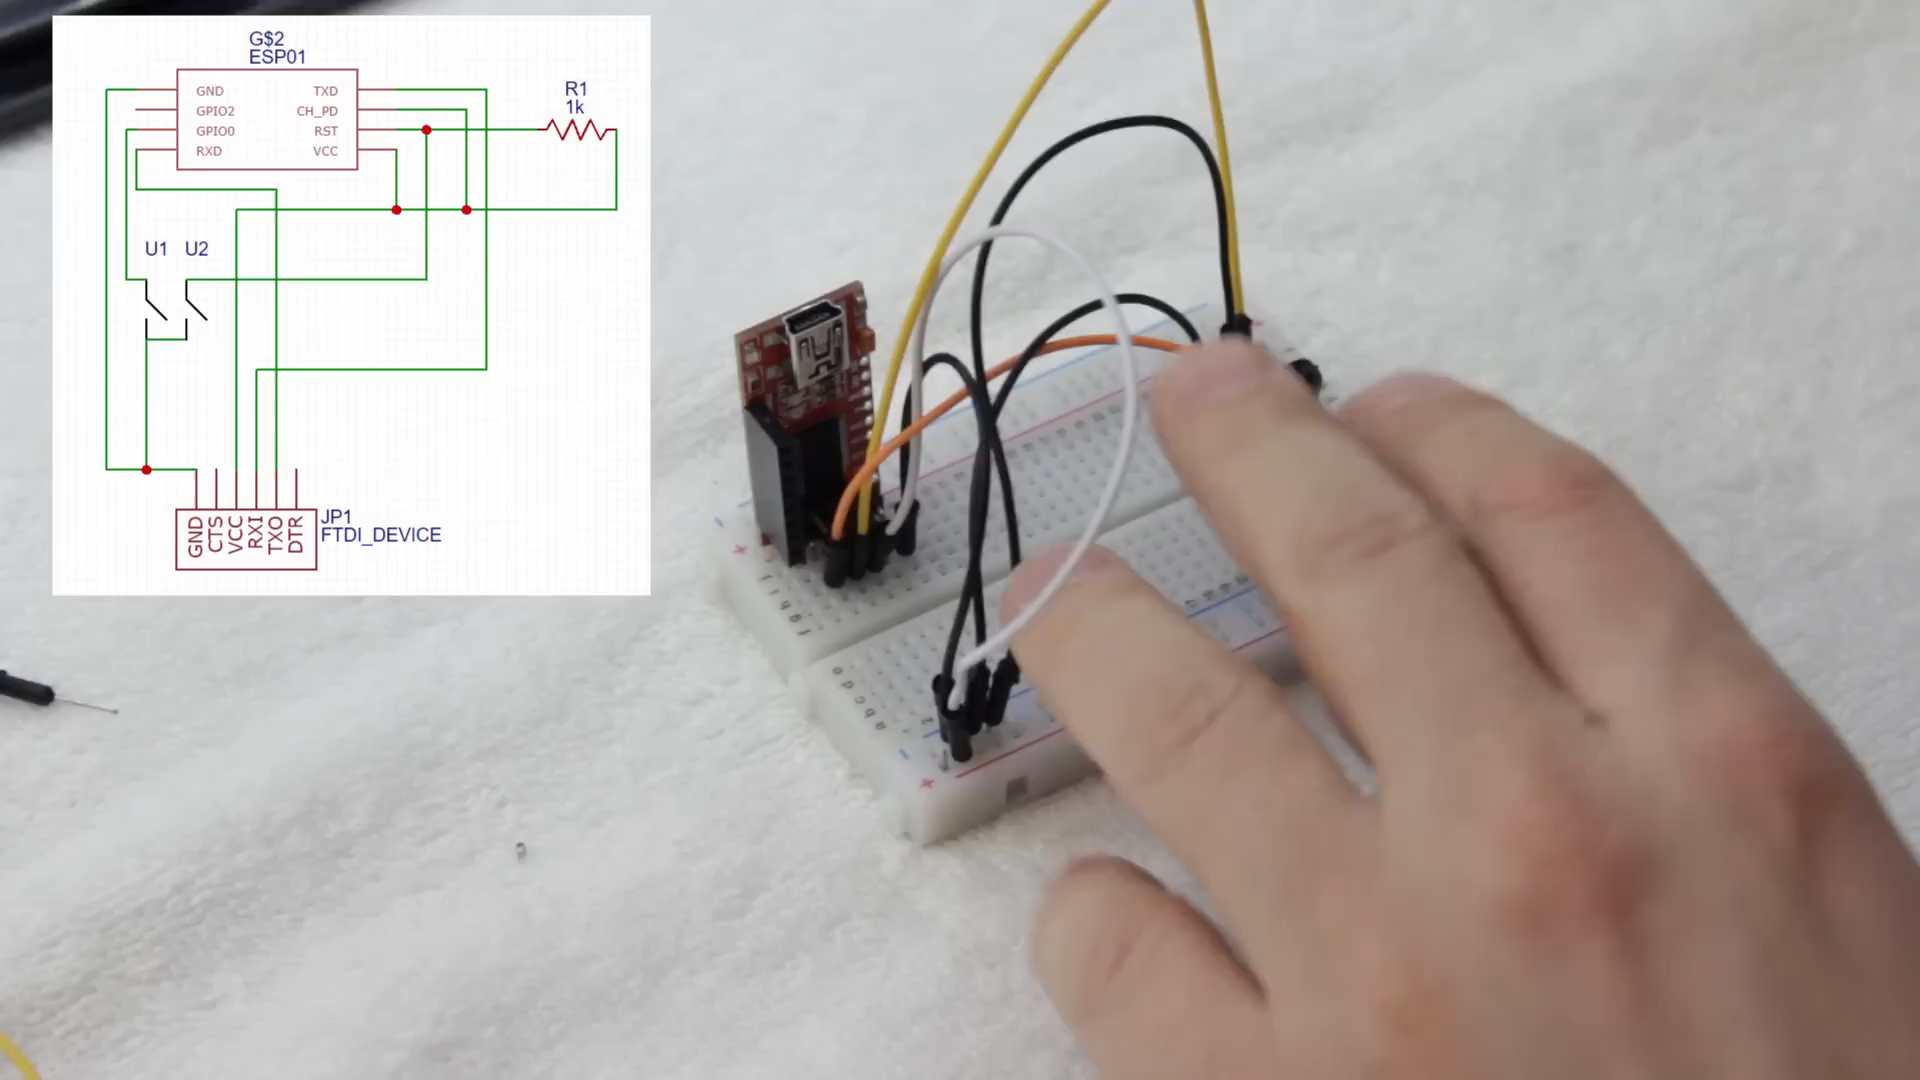 G$2
ESP01
GND TXD
GPIO2 CH_PD
GPIO0 RST
RXD VCC
R1
1k
U1 U2
GND CTS VCC RXI TXO DTR
JP1
FTDI_DEVICE